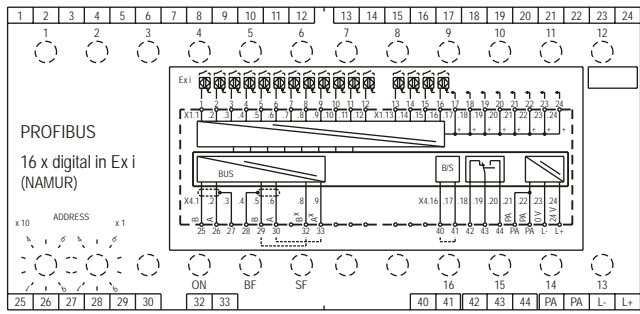 1 2 3 4 5 6 7 8 9 10 11 12 13 14 15 16 17 18 19 20 21 22 23 24
1 2 3 4 5 6 7 8 9 10 11 12
Ex i
1 2 3 4 5 6 7 8 9 10 11 12 13 14 15 16 17 18 19 20 21 22 23 24
X1.1 .2 .3 .4 .5 .6 .7 .8 .9 .10 .11 .12 X1.13 .14 .15 .16 .17 .18 .19 .20 .21 .22 .23 .24
PROFIBUS
16 x digital in Ex i
(NAMUR)
BUS B/S
X4.1 .2 .3 .4 .5 .6 .8 .9 X4.16 .17 .18 .19 .20 .21 .22 .23 .24
B A B A Bx Ax PA PA 0 V 24 V
25 26 27 28 29 30 32 33 40 41 42 43 44 PA PA L- L+
ADDRESS
x 10 x 1
ON BF SF 16 15 14 13
25 26 27 28 29 30 32 33 40 41 42 43 44 PA PA L- L+